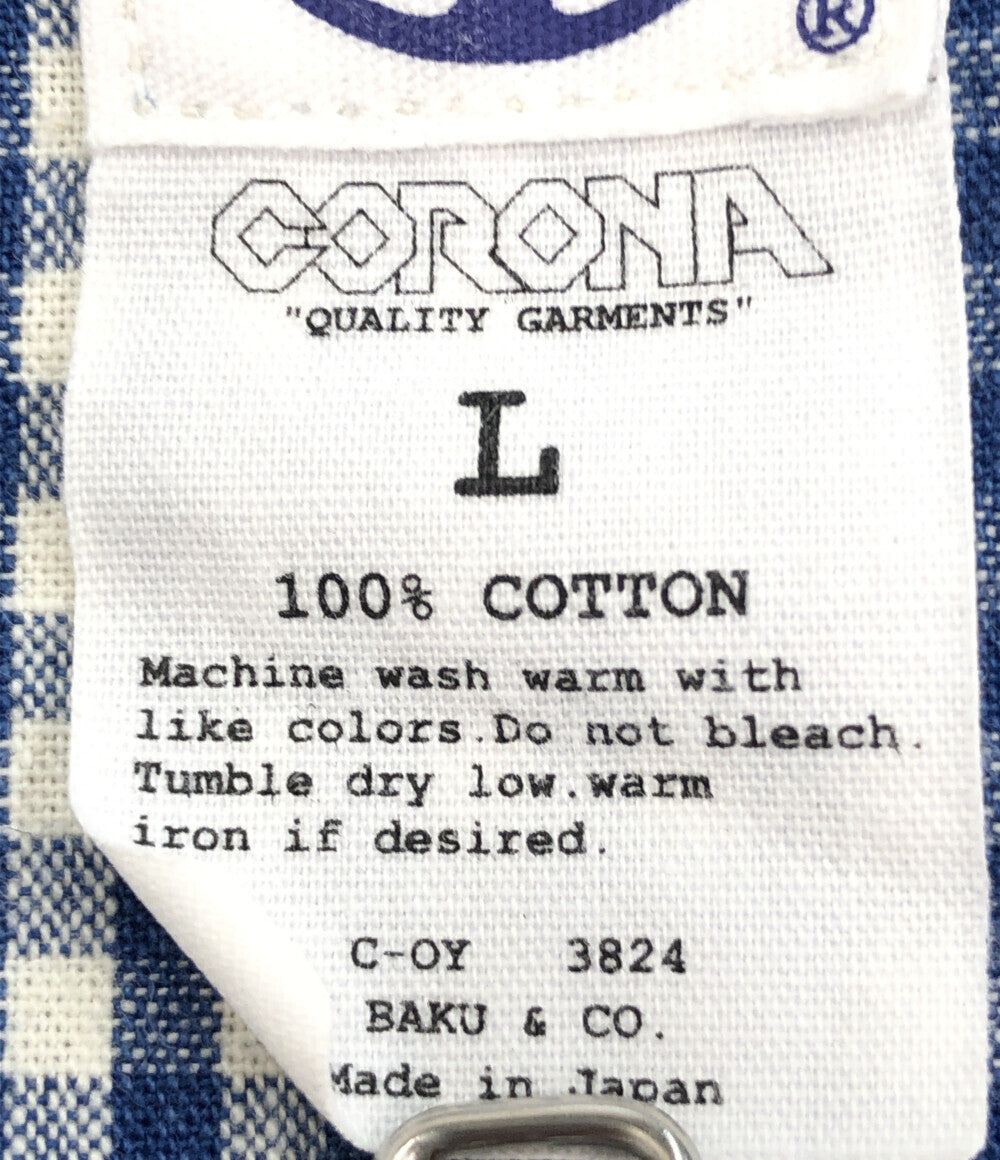 ®
CORONA
"QUALITY GARMENTS"
L
100% COTTON
Machine wash warm with
like colors.Do not bleach.
Tumble dry low.warm
iron if desired.
C-OY 3824
BAKU & CO.
Made in Japan